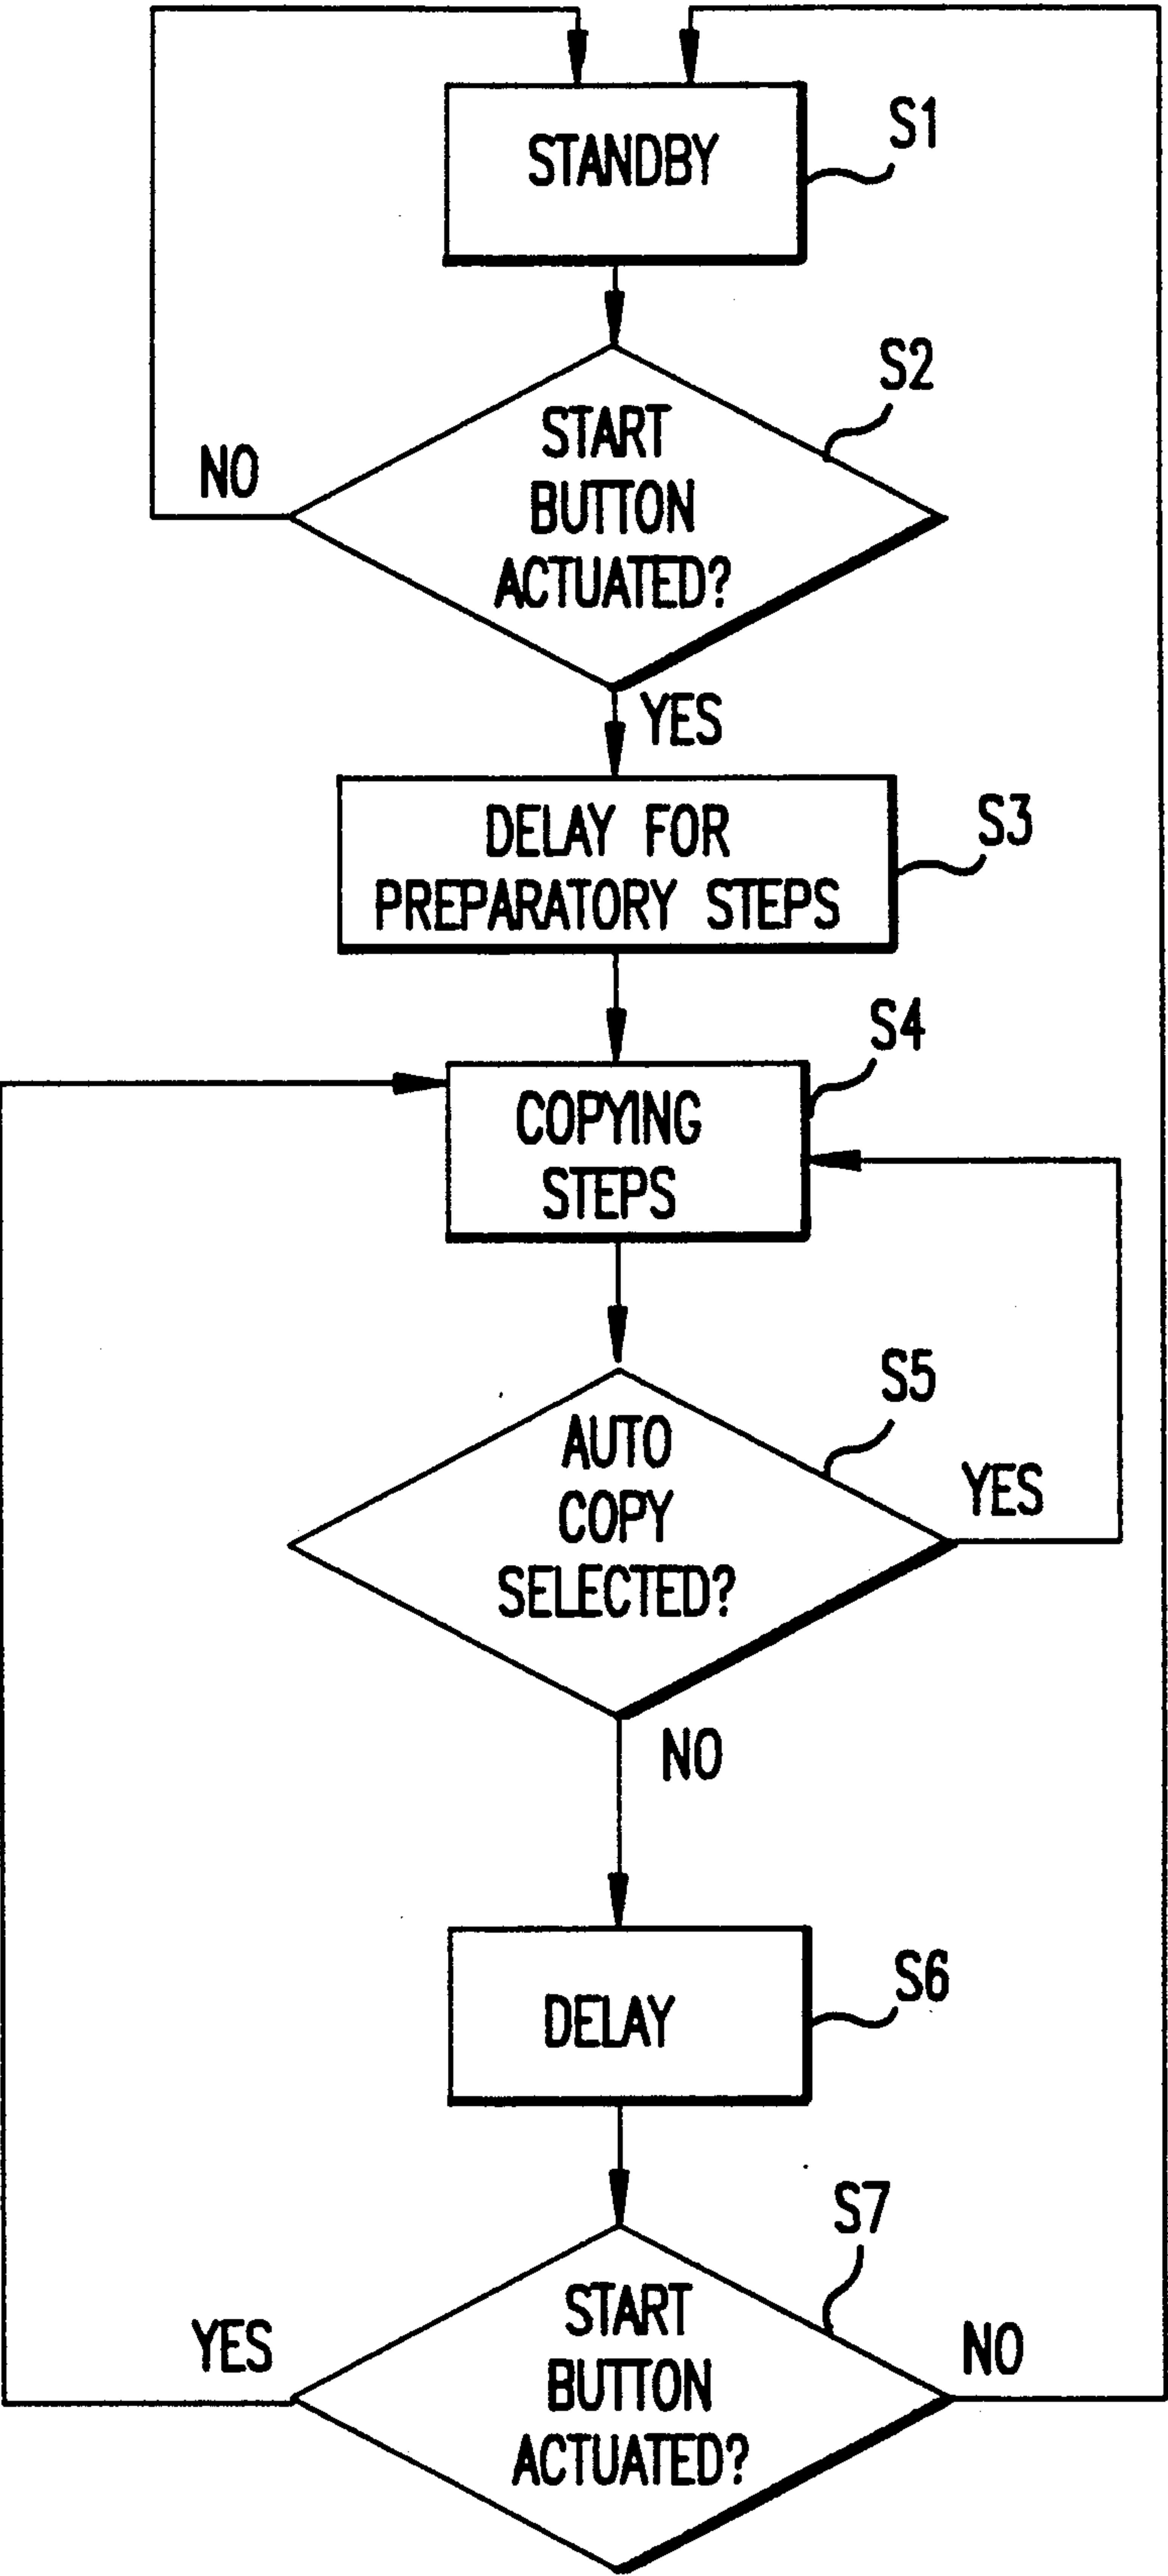 STANDBY
S1
S2
START
BUTTON
ACTUATED?
NO
YES
DELAY FOR
PREPARATORY STEPS
S3
S4
COPYING
STEPS
S5
AUTO
COPY
SELECTED?
YES
NO
DELAY
S6
S7
START
BUTTON
ACTUATED?
YES
NO